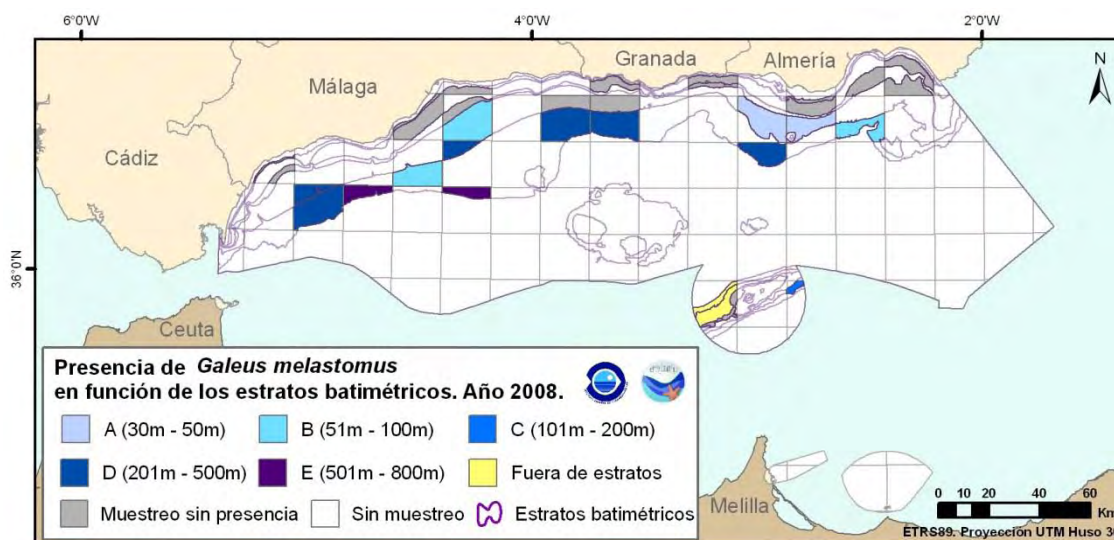 6°0'W 4°0'W 2°0'W
Granada Almería
N
Málaga
Cádiz
36°0'N
Ceuta
Presencia de Galeus melastomus
en función de los estratos batimétricos. Año 2008.
A (30m - 50m) B (51m - 100m) C (101m - 200m)
D (201m - 500m) E (501m - 800m) Fuera de estratos
Muestreo sin presencia Sin muestreo Estratos batimétricos
Melilla
0 10 20 40 60
Km
ETRS89. Proyección UTM Huso 3